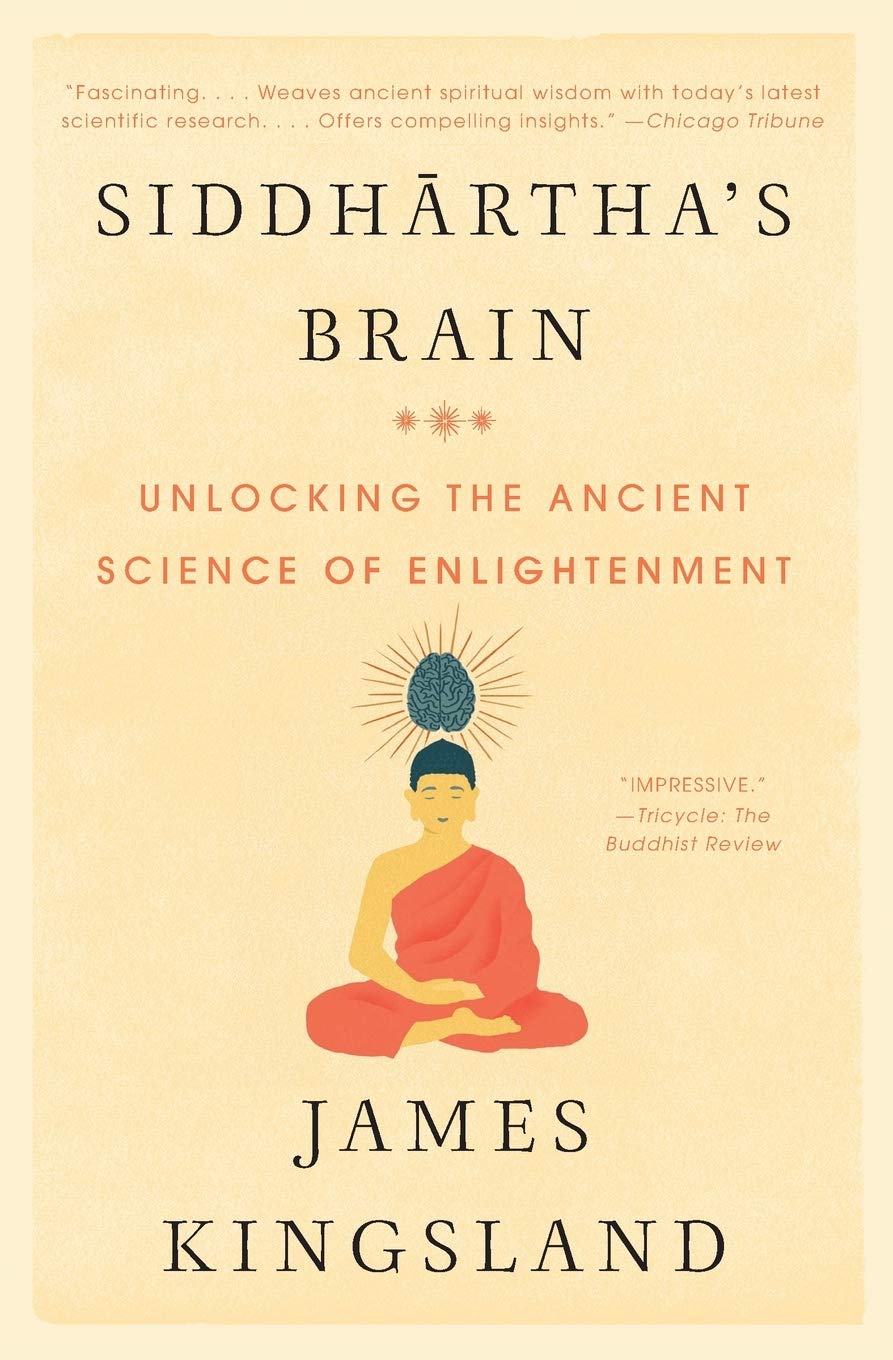 “Fascinating. . . . Weaves ancient spiritual wisdom with today’s latest
scientific research. . . . Offers compelling insights.” —Chicago Tribune
SIDDHĀRTHA’S
BRAIN
UNLOCKING THE ANCIENT
SCIENCE OF ENLIGHTENMENT
“IMPRESSIVE.”
—Tricycle: The
Buddhist Review
JAMES
KINGSLAND